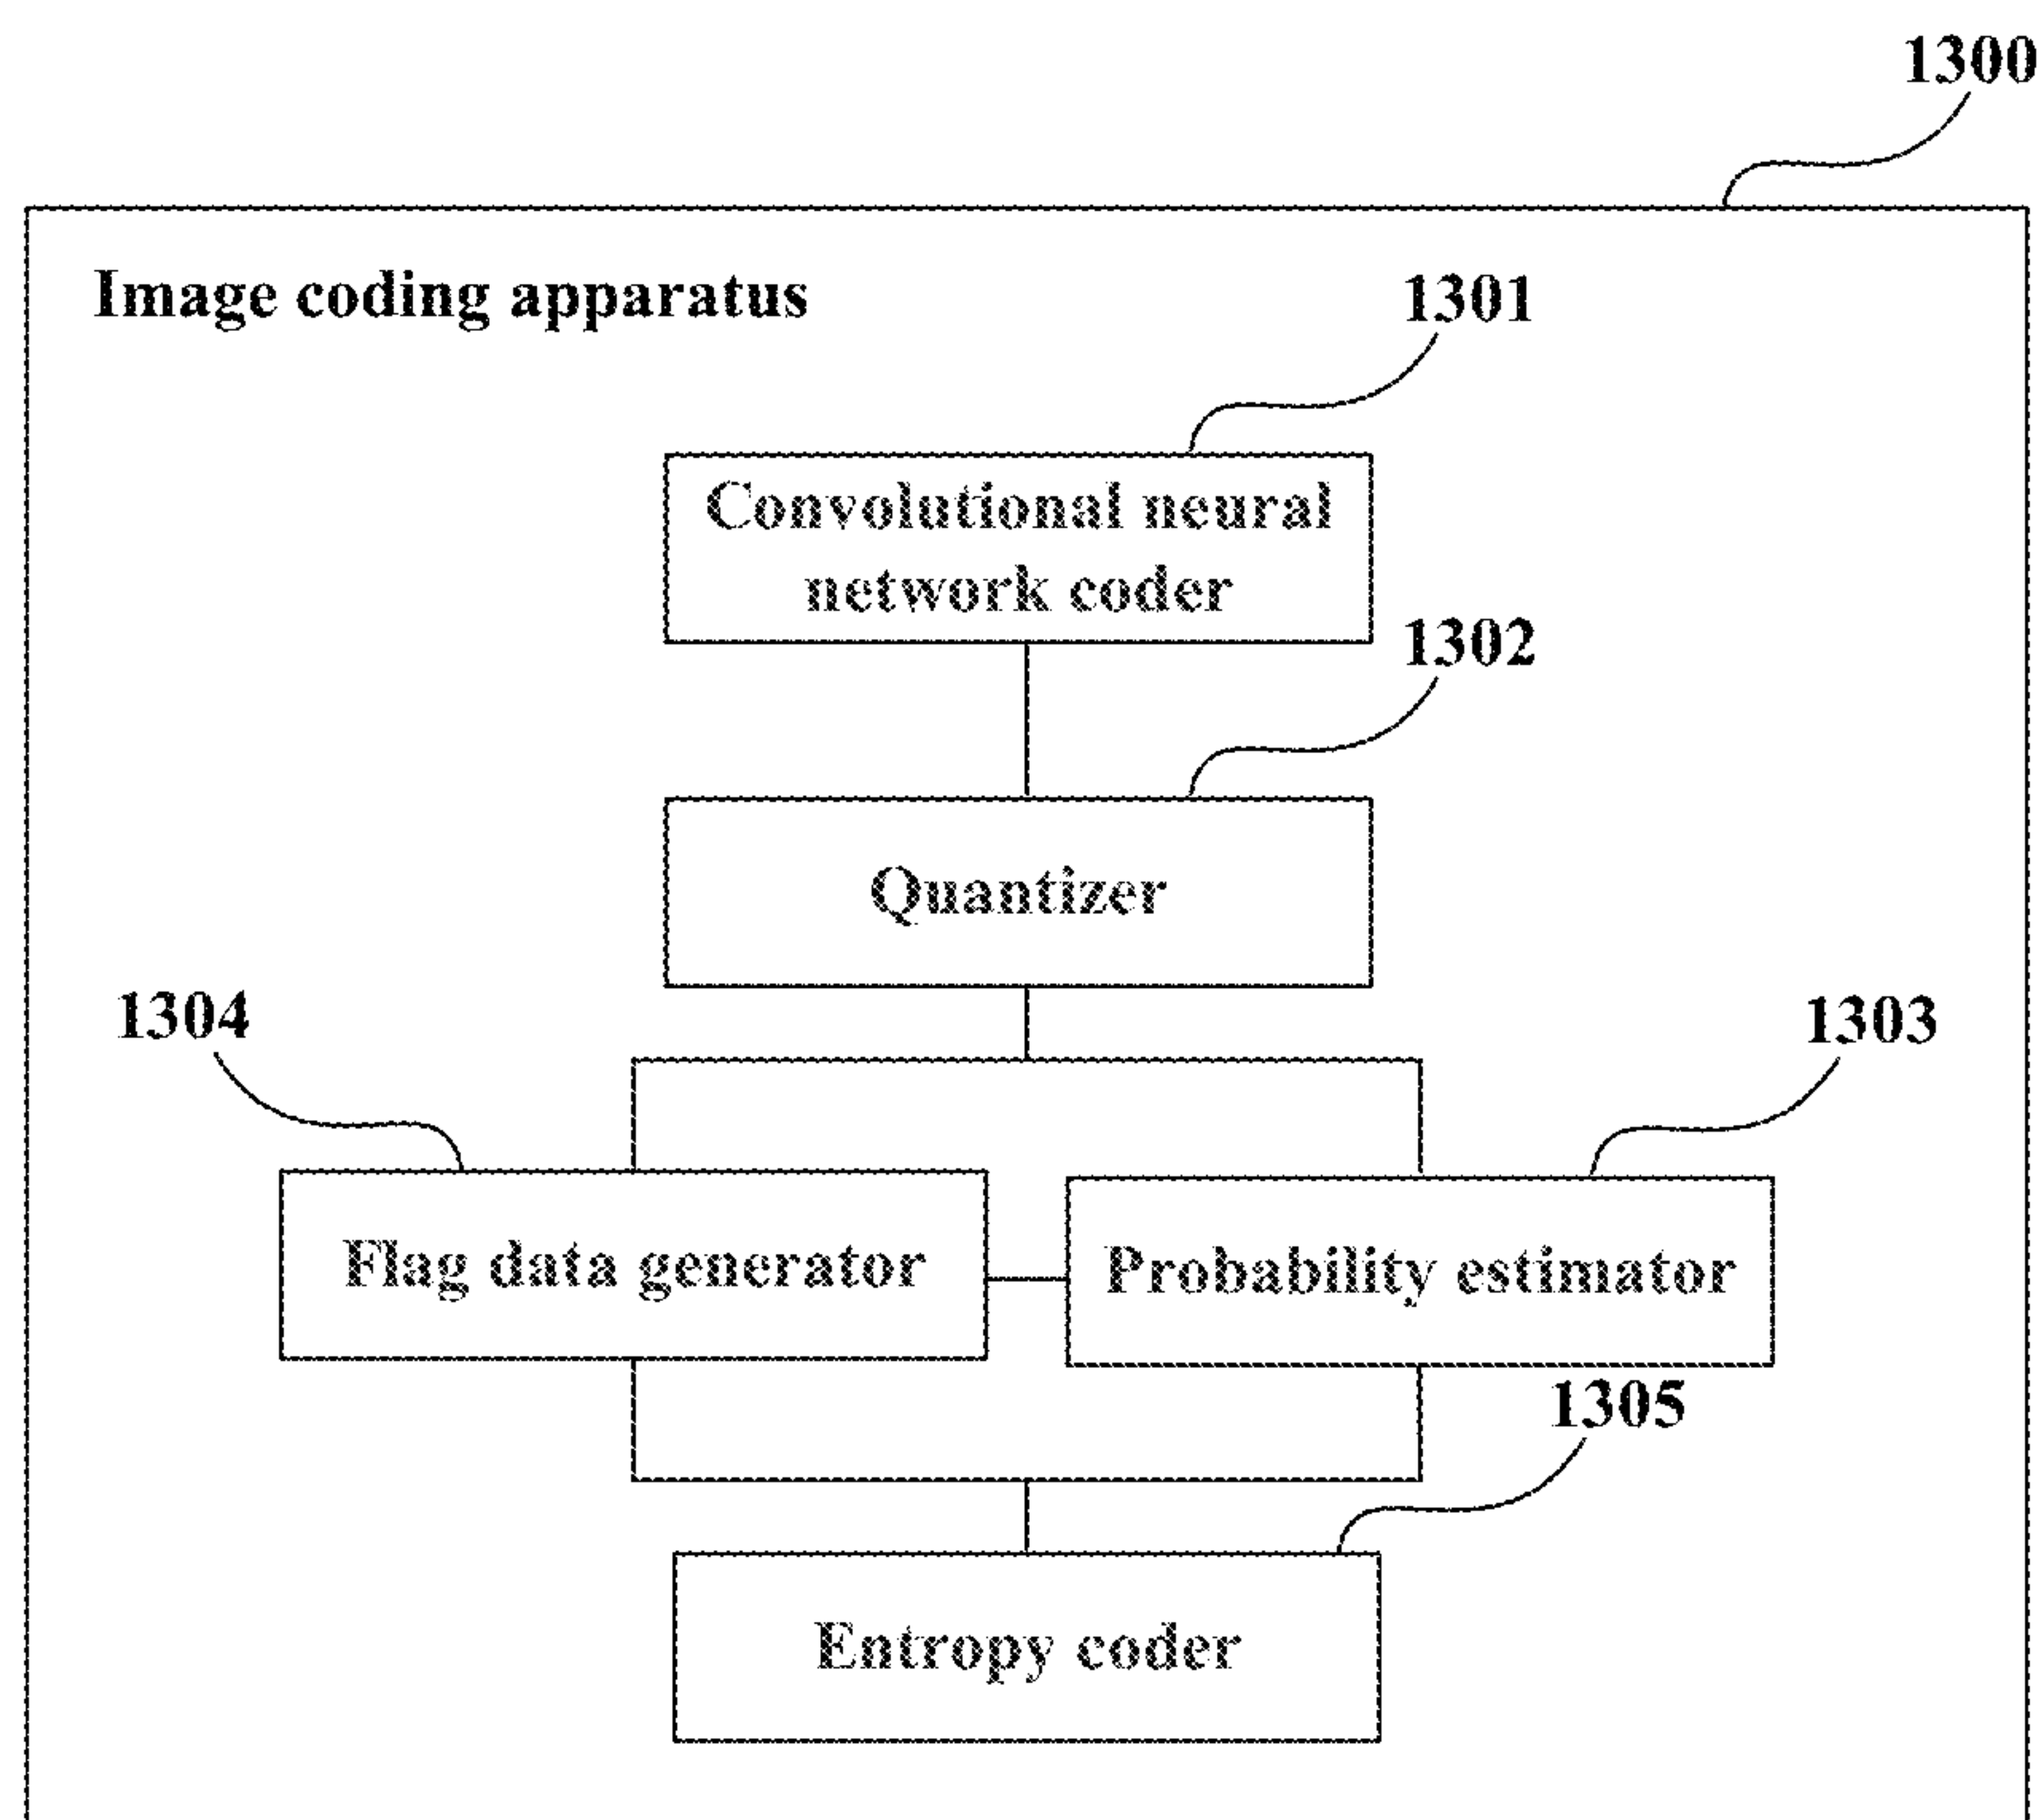 1300
Image coding apparatus
1301
Convolutional neural
network coder
1302
Quantizer
1304
1303
Flag data generator
Probability estimator
1305
Entropy coder